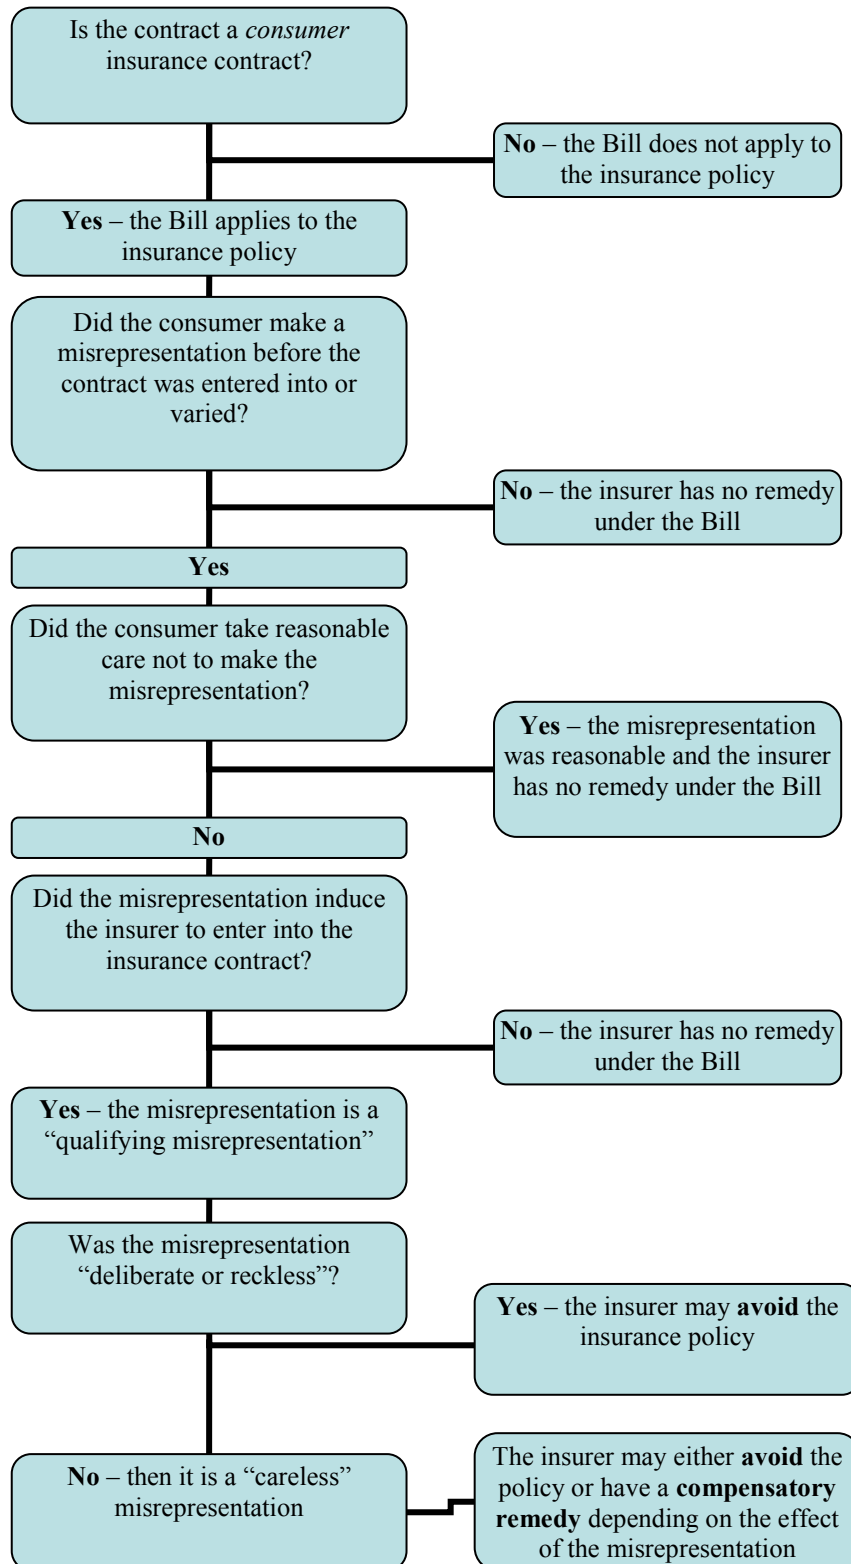 Is the contract a consumer
insurance contract?
No – the Bill does not apply to
the insurance policy
Yes – the Bill applies to the
insurance policy
Did the consumer make a
misrepresentation before the
contract was entered into or
varied?
No – the insurer has no remedy
under the Bill
Yes
Did the consumer take reasonable
care not to make the
misrepresentation?
Yes – the misrepresentation
was reasonable and the insurer
has no remedy under the Bill
No
Did the misrepresentation induce
the insurer to enter into the
insurance contract?
No – the insurer has no remedy
under the Bill
Yes – the misrepresentation is a
“qualifying misrepresentation”
Was the misrepresentation
“deliberate or reckless”?
Yes – the insurer may avoid the
insurance policy
No – then it is a “careless”
misrepresentation
The insurer may either avoid the
policy or have a compensatory
remedy depending on the effect
of the misrepresentation